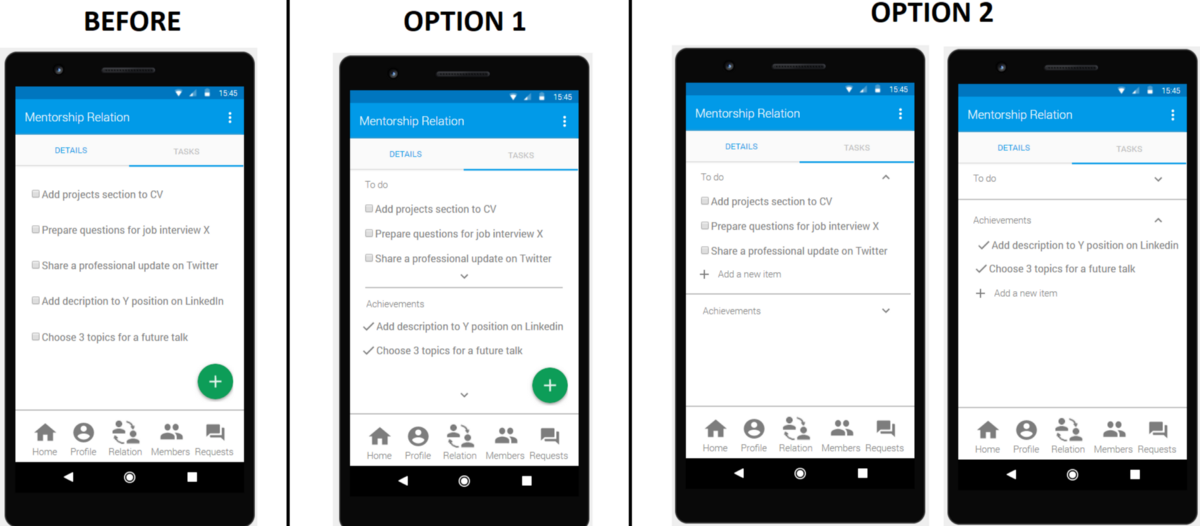 BEFORE
15:45
Mentorship Relation
DETAILS TASKS
Add projects section to CV
Prepare questions for job interview X
Share a professional update on Twitter
Add decription to Y position on LinkedIn
Choose 3 topics for a future talk
+
Home Profile Relation Members Requests
OPTION 1
15:45
Mentorship Relation
DETAILS TASKS
To do
Add projects section to CV
Prepare questions for job interview X
Share a professional update on Twitter
Achievements
Add description to Y position on Linkedin
Choose 3 topics for a future talk
+
Home Profile Relation Members Requests
OPTION 2
15:45
Mentorship Relation
DETAILS TASKS
To do
Add projects section to CV
Prepare questions for job interview X
Share a professional update on Twitter
+ Add a new item
Achievements
Home Profile Relation Members Requests
15:45
Mentorship Relation
DETAILS TASKS
To do
Achievements
Add description to Y position on Linkedin
Choose 3 topics for a future talk
+ Add a new item
Home Profile Relation Members Requests